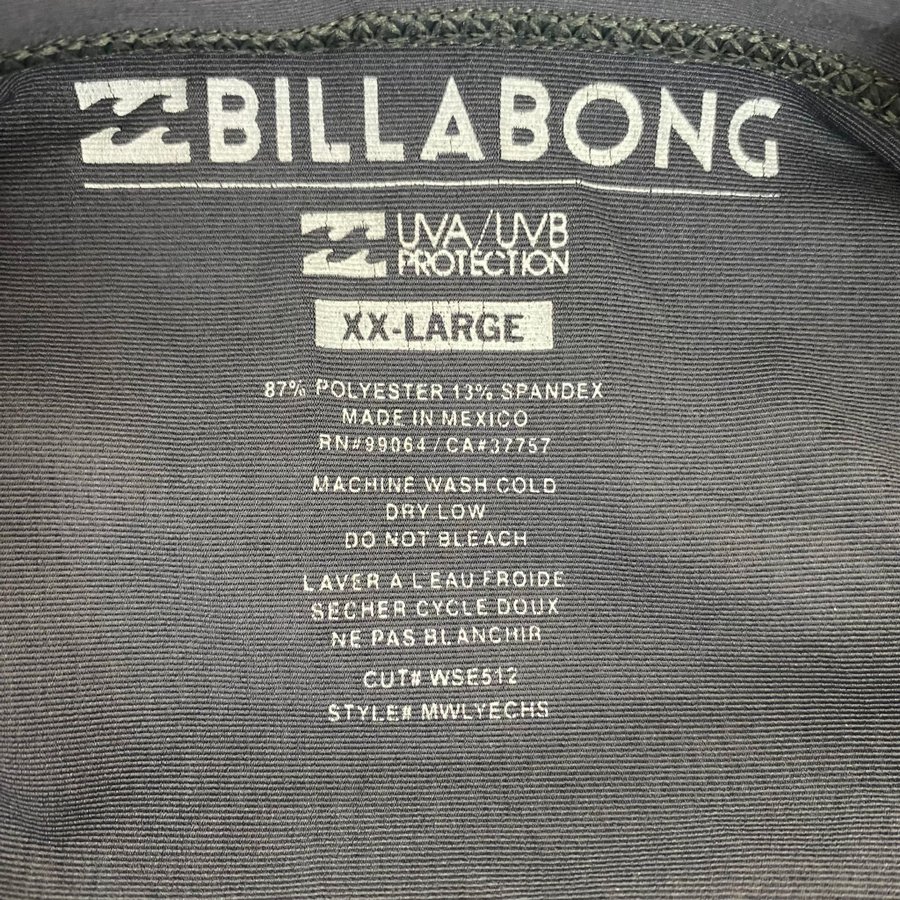 BILLABONG
UVA/UVB
PROTECTION
XX-LARGE
87% POLYESTER 13% SPANDEX
MADE IN MEXICO
RN#99064 / CA#37757
MACHINE WASH COLD
DRY LOW
DO NOT BLEACH
LAVER A L EAU FROIDE
SECHER CYCLE DOUX
NE PAS BLANCHIR
CUT# WSE512
STYLE# MWLYECHS